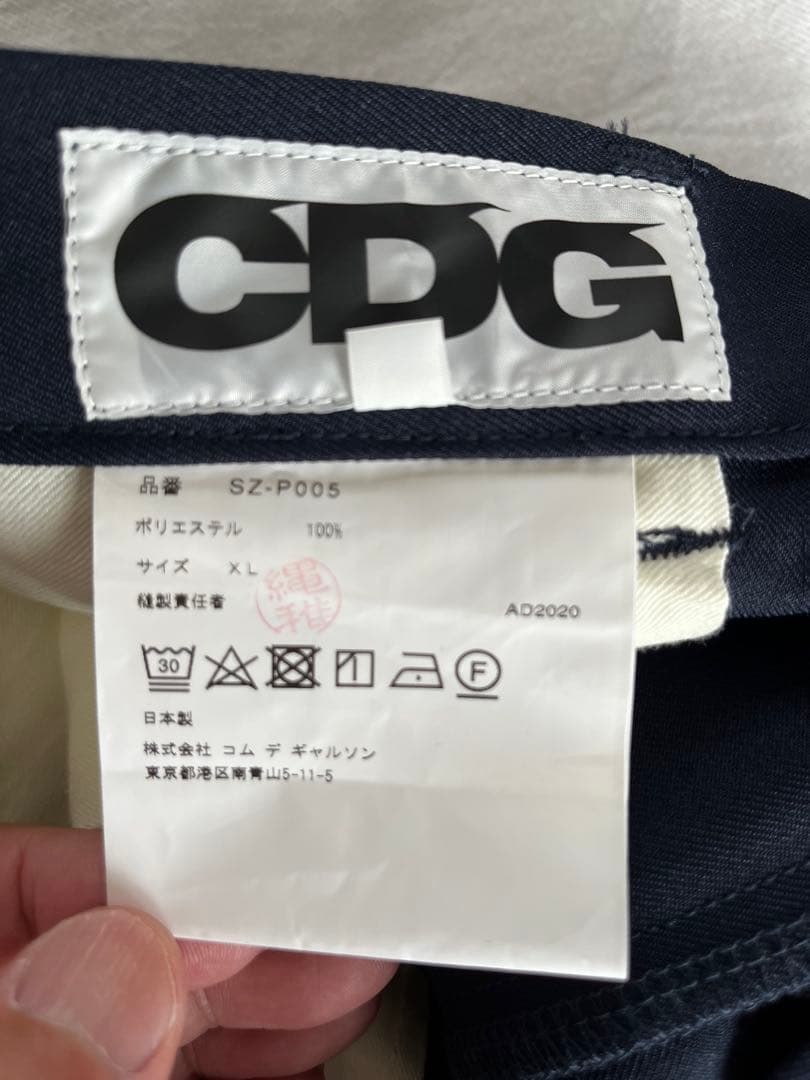 CDG
品番 SZ-P005
ポリエステル 100%
サイズ XL
縫製責任者
AD2020
30
F
日本製
株式会社 コム デ ギャルソン
東京都港区南青山5-11-5